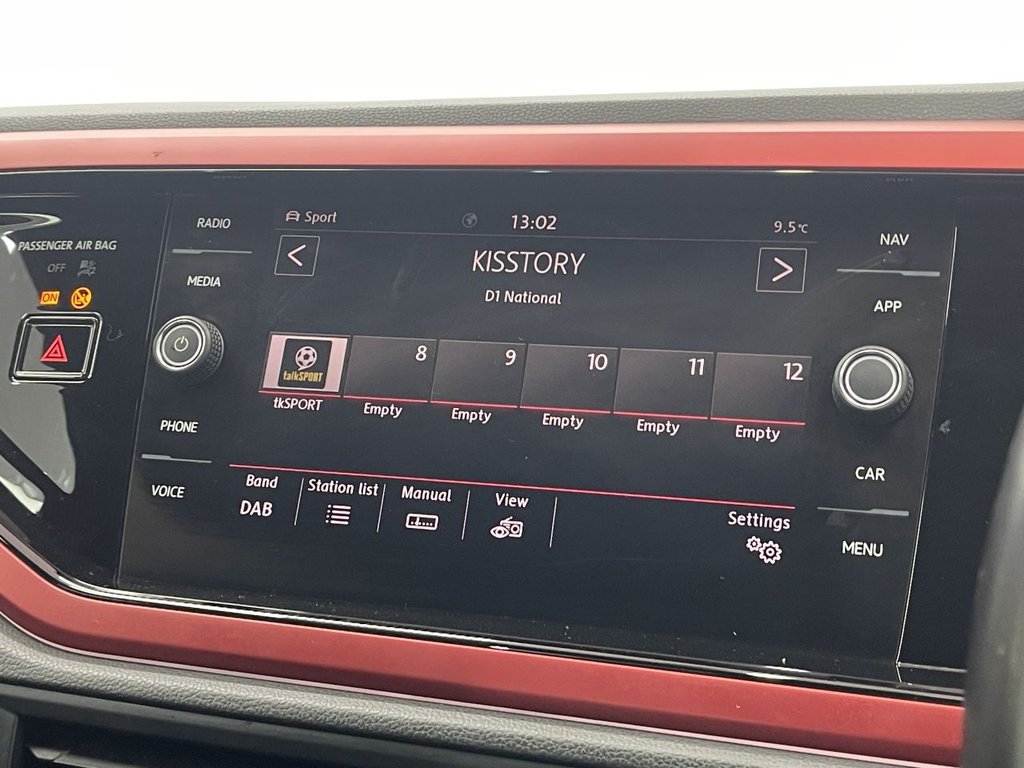 PASSENGER AIR BAG
OFF
ON
RADIO
MEDIA
PHONE
VOICE
Sport
13:02
9.5°C
<
KISSTORY
>
D1 National
talkSPORT
8
9
10
11
12
tkSPORT
Empty
Empty
Empty
Empty
Empty
Band
DAB
Station list
Manual
View
Settings
NAV
APP
CAR
MENU